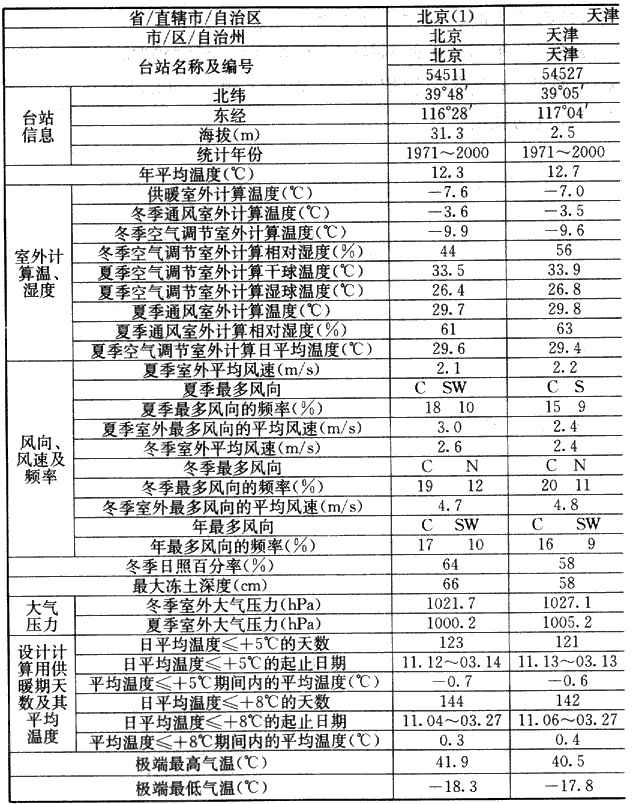 省/直辖市/自治区 北京(1) 天津
市/区/自治州 北京 天津
台站名称及编号 北京 天津
54511 54527
台站信息 北纬 39°48′ 39°05′
东经 116°28′ 117°04′
海拔(m) 31.3 2.5
统计年份 1971~2000 1971~2000
年平均温度(℃) 12.3 12.7
室外计算温、湿度 供暖室外计算温度(℃) −7.6 −7.0
冬季通风室外计算温度(℃) −3.6 −3.5
冬季空气调节室外计算温度(℃) −9.9 −9.6
冬季空气调节室外计算相对湿度(%) 44 56
夏季空气调节室外计算干球温度(℃) 33.5 33.9
夏季空气调节室外计算湿球温度(℃) 26.4 26.8
夏季通风室外计算温度(℃) 29.7 29.8
夏季通风室外计算相对湿度(%) 61 63
夏季空气调节室外计算日平均温度(℃) 29.6 29.4
风向、风速及频率 夏季室外平均风速(m/s) 2.1 2.2
夏季最多风向 C SW C S
夏季最多风向的频率(%) 18 10 15 9
夏季室外最多风向的平均风速(m/s) 3.0 2.4
冬季室外平均风速(m/s) 2.6 2.4
冬季最多风向 C N C N
冬季最多风向的频率(%) 19 12 20 11
冬季室外最多风向的平均风速(m/s) 4.7 4.8
年最多风向 C SW C SW
年最多风向的频率(%) 17 10 16 9
冬季日照百分率(%) 64 58
最大冻土深度(cm) 66 58
大气压力 冬季室外大气压力(hPa) 1021.7 1027.1
夏季室外大气压力(hPa) 1000.2 1005.2
设计计算用供暖期天数及其平均温度 日平均温度≤+5℃的天数 123 121
日平均温度≤+5℃的起止日期 11.12~03.14 11.13~03.13
平均温度≤+5℃期间内的平均温度(℃) −0.7 −0.6
日平均温度≤+8℃的天数 144 142
日平均温度≤+8℃的起止日期 11.04~03.27 11.06~03.27
平均温度≤+8℃期间内的平均温度(℃) 0.3 0.4
极端最高气温(℃) 41.9 40.5
极端最低气温(℃) −18.3 −17.8